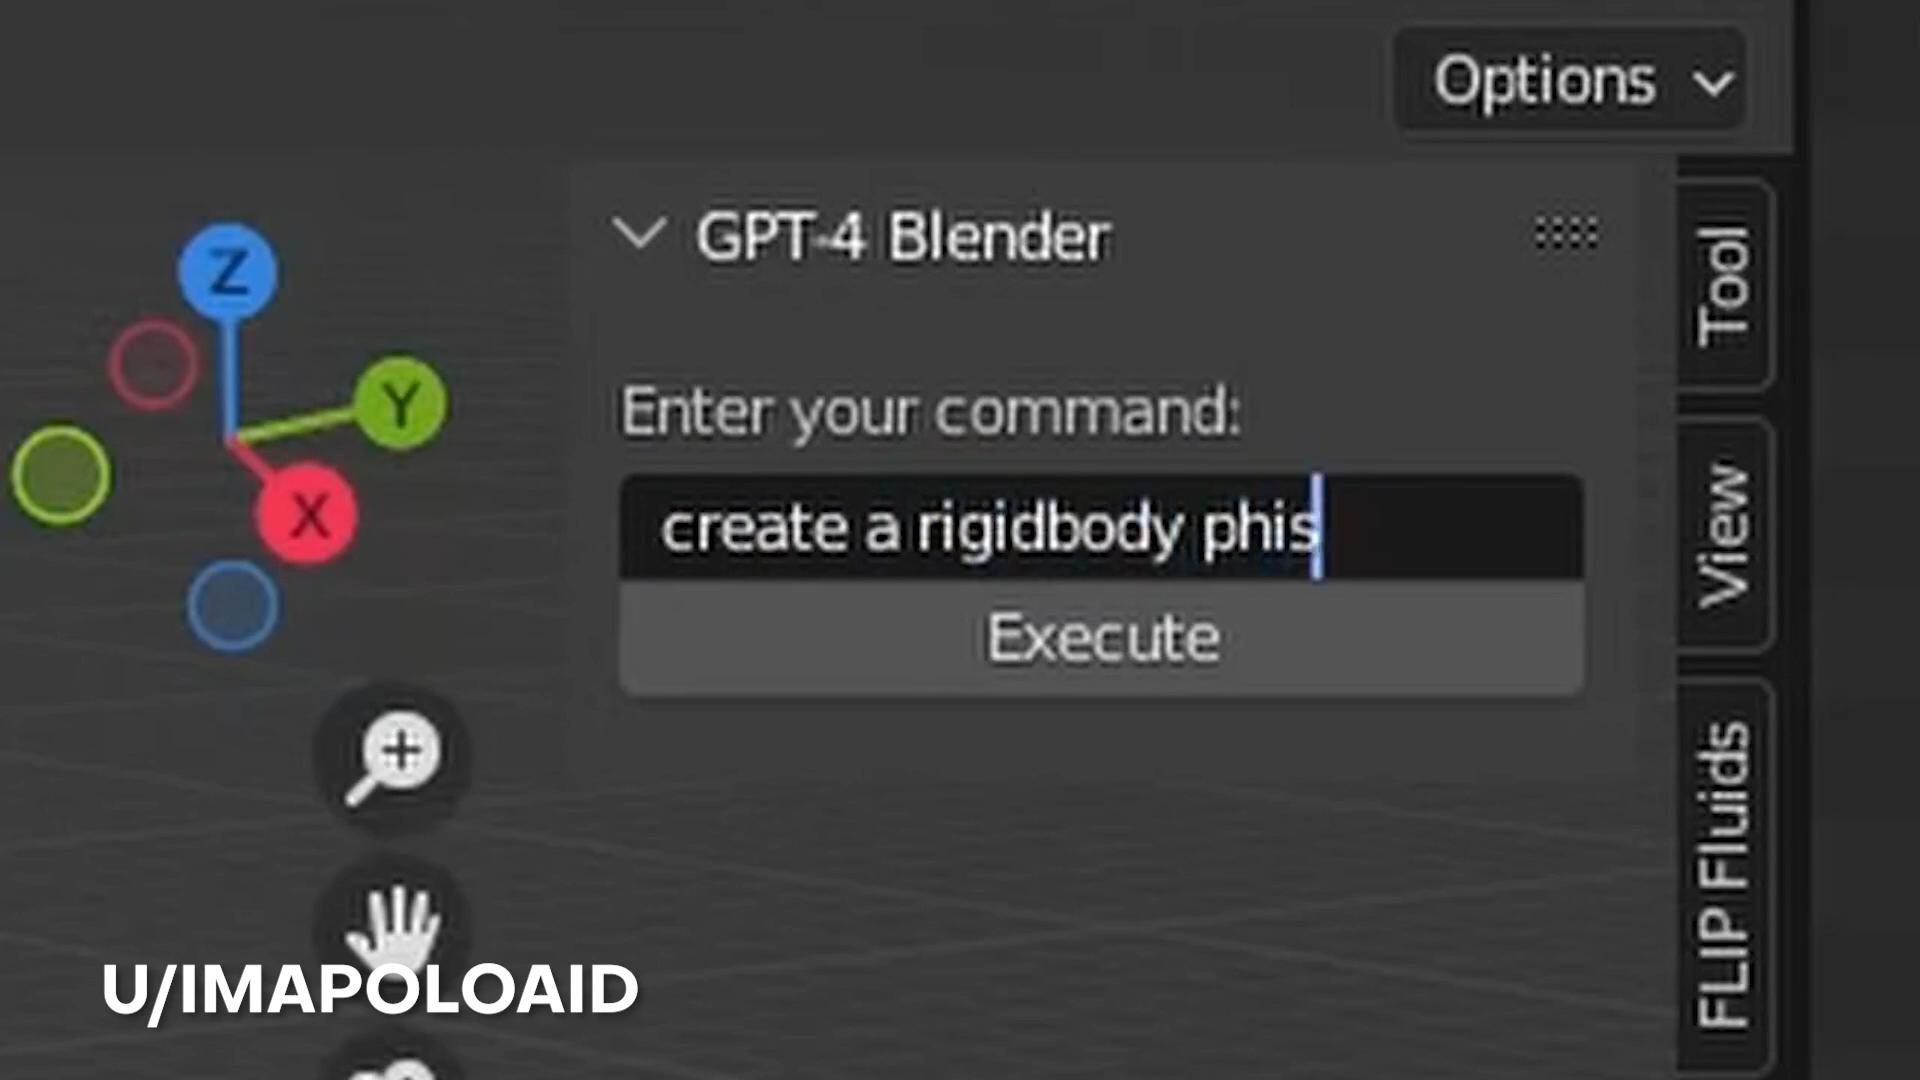 Options
GPT-4 Blender
Enter your command:
create a rigidbody phis
Execute
Z
Y
X
Tool
View
FLIP Fluids
U/IMAPOLOAID